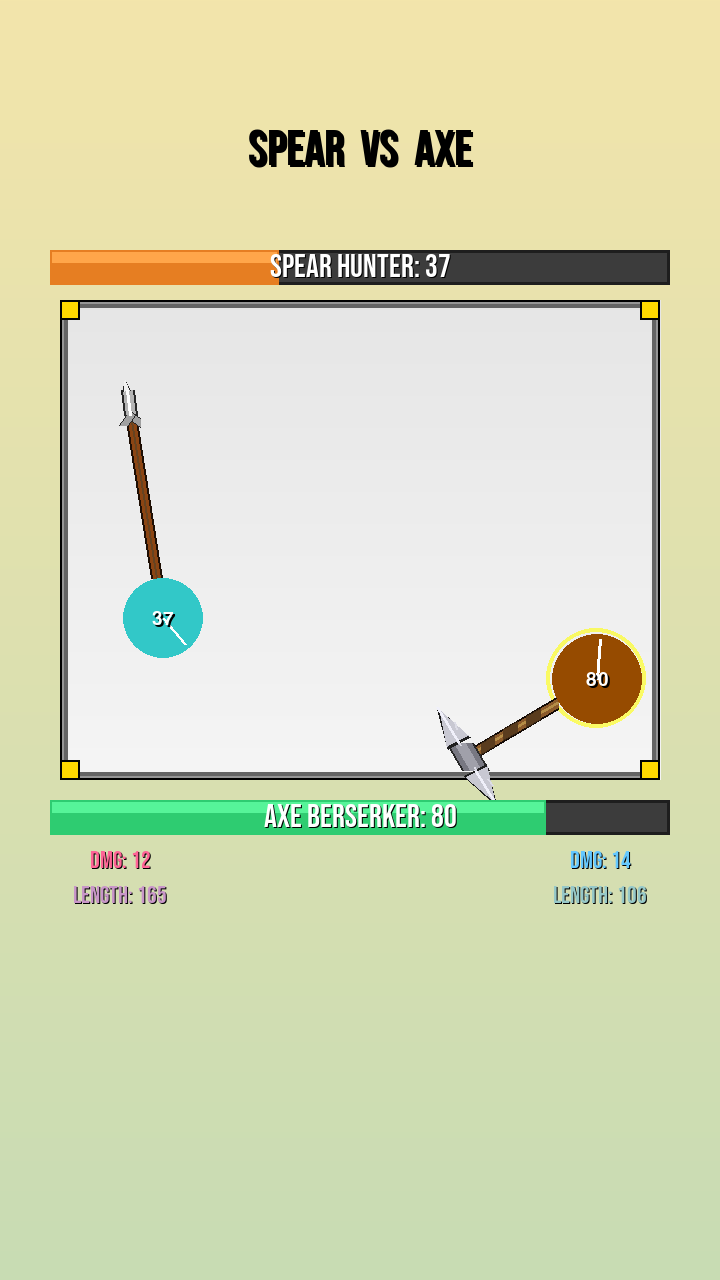 SPEAR VS AXE
SPEAR HUNTER: 37
37
80
AXE BERSERKER: 80
DMG: 12
DMG: 14
LENGTH: 165
LENGTH: 106